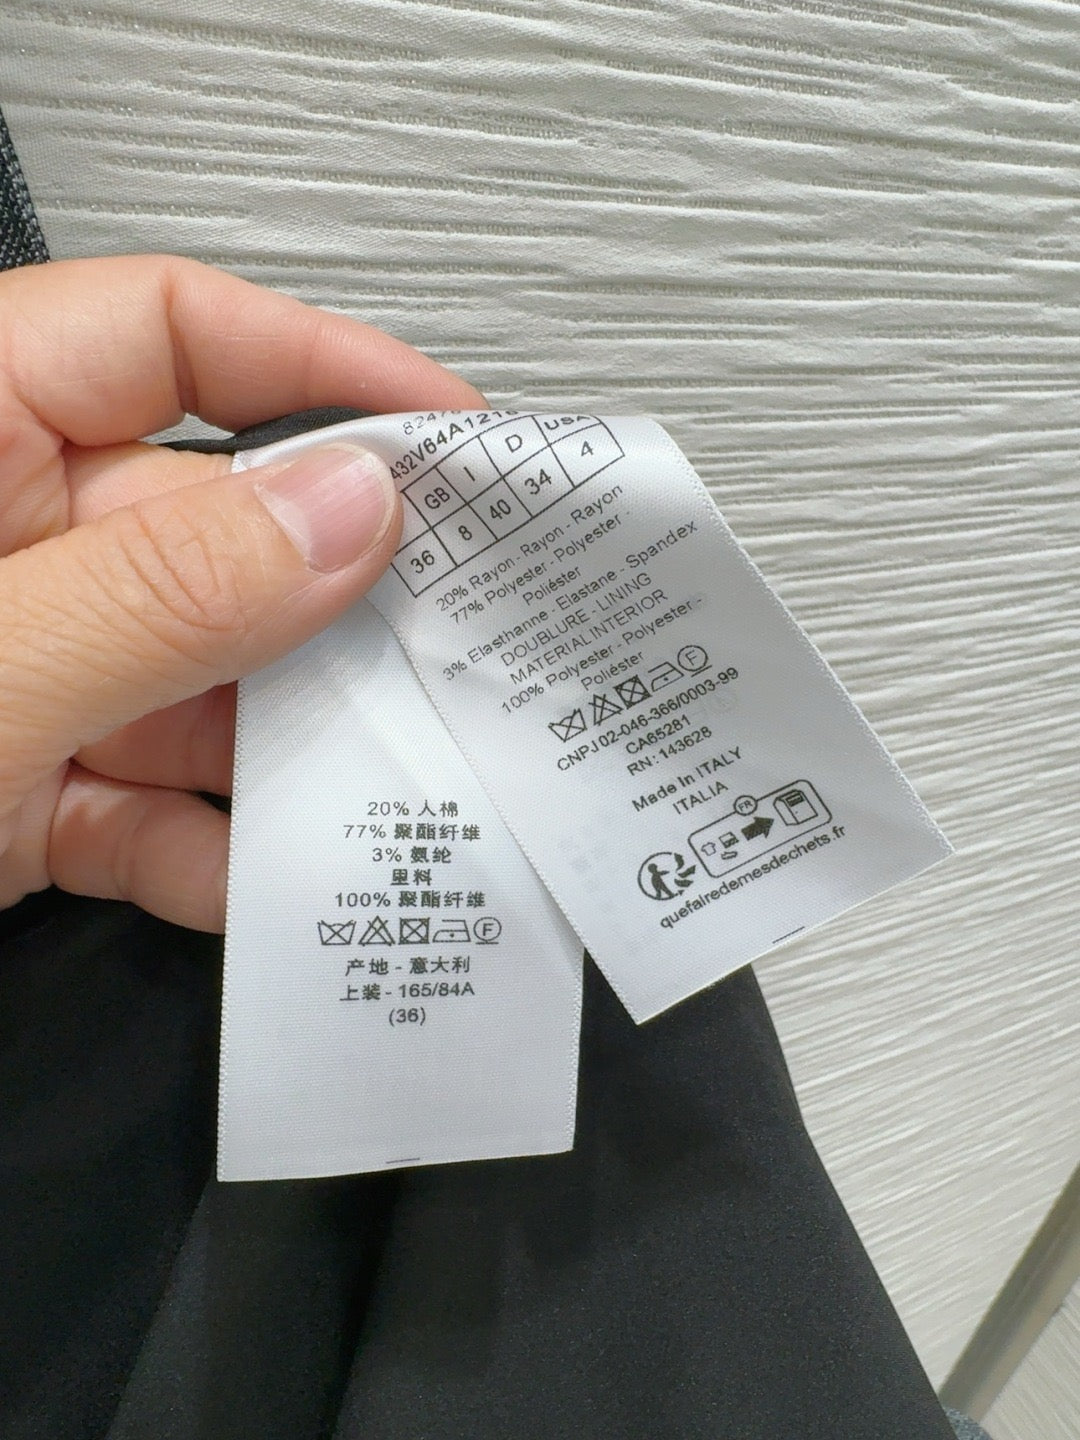 432V64A1216
GB I D USA
36 8 40 34 4
20% Rayon - Rayon - Rayon
77% Polyester - Polyester -
Poliéster
3% Elasthanne - Elastane - Spandex
DOUBLURE - LINING
MATERIAL INTERIOR
100% Polyester - Polyester -
Poliéster
F
CNPJ 02-046-366/0003-99
CA65281
RN: 143628
Made In ITALY
ITALIA
FR
quefairedemesdechets.fr
20% 人棉
77% 聚酯纤维
3% 氨纶
里料
100% 聚酯纤维
F
产地 - 意大利
上装 - 165/84A
(36)